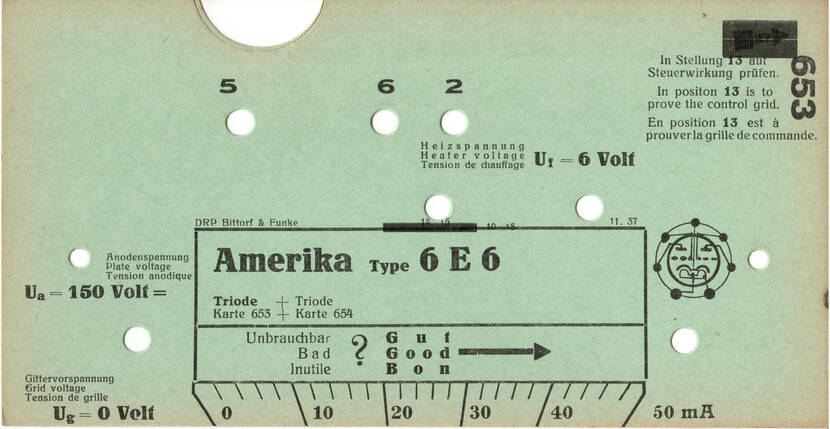 5 6 2
653
In Stellung 13 auf
Steuerwirkung prüfen.
In positon 13 is to
prove the control grid.
En position 13 est à
prouver la grille de commande.
Heizspannung
Heater voltage
Tension de chauffage
Uf = 6 Volt
DRP Bittorf & Funke
14 15
10 18
11. 37
Anodenspannung
Plate voltage
Tension anodique
Ua = 150 Volt =
Amerika Type 6 E 6
Triode + Triode
Karte 653 + Karte 654
Unbrauchbar
Bad
Inutile
?
Gut
Good
Bon
Gittervorspannung
Grid voltage
Tension de grille
Ug = 0 Volt
0 10 20 30 40 50 mA